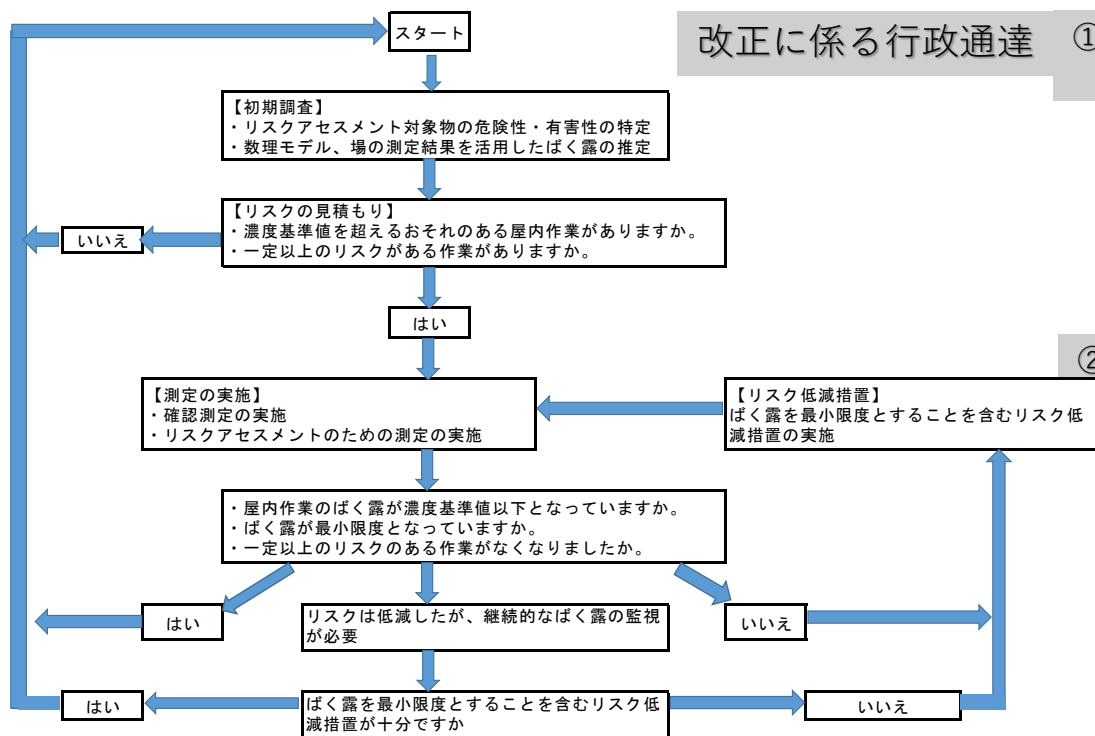 スタート
改正に係る行政通達
①
【初期調査】
・リスクアセスメント対象物の危険性・有害性の特定
・数理モデル、場の測定結果を活用したばく露の推定
【リスクの見積もり】
・濃度基準値を超えるおそれのある屋内作業がありますか。
・一定以上のリスクがある作業がありますか。
いいえ
はい
②
【測定の実施】
・確認測定の実施
・リスクアセスメントのための測定の実施
【リスク低減措置】
ばく露を最小限度とすることを含むリスク低
減措置の実施
・屋内作業のばく露が濃度基準値以下となっていますか。
・ばく露が最小限度となっていますか。
・一定以上のリスクのある作業がなくなりましたか。
はい
リスクは低減したが、継続的なばく露の監視
が必要
いいえ
はい
ばく露を最小限度とすることを含むリスク低
減措置が十分ですか
いいえ